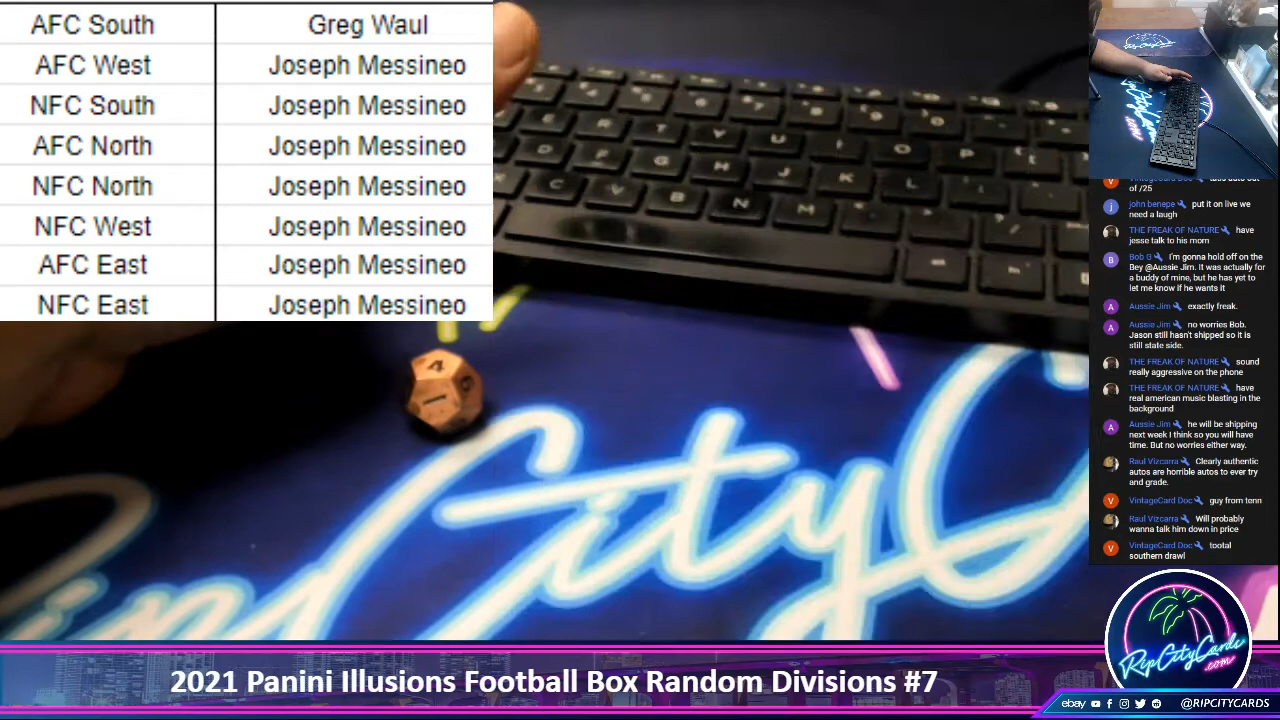 AFC South Greg Waul
AFC West Joseph Messineo
NFC South Joseph Messineo
AFC North Joseph Messineo
NFC North Joseph Messineo
NFC West Joseph Messineo
AFC East Joseph Messineo
NFC East Joseph Messineo
of /25
john benepe put it on live we
need a laugh
THE FREAK OF NATURE have
jesse talk to his mom
Bob G I'm gonna hold off on the
Bey @Aussie Jim. It was actually for
a buddy of mine, but he has yet to
let me know if he wants it
Aussie Jim exactly freak.
Aussie Jim no worries Bob.
Jason still hasn't shipped so it is
still state side.
THE FREAK OF NATURE sound
really aggressive on the phone
THE FREAK OF NATURE have
real american music blasting in the
background
Aussie Jim he will be shipping
next week I think so you will have
time. But no worries either way.
Raul Vizcarra Clearly authentic
autos are horrible autos to ever try
and grade.
VintageCard Doc guy from tenn
Raul Vizcarra Will probably
wanna talk him down in price
VintageCard Doc tootal
southern drawl
E R T Y U I O P
D F G H J K L
C V B N M
4
1
City C
RipCityCards
.com
2021 Panini Illusions Football Box Random Divisions #7
ebay @RIPCITYCARDS